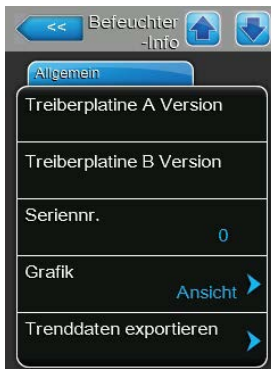 << Befeuchter
-Info
Allgemein
Treiberplatine A Version
Treiberplatine B Version
Seriennr.
0
Grafik
Ansicht
Trenddaten exportieren